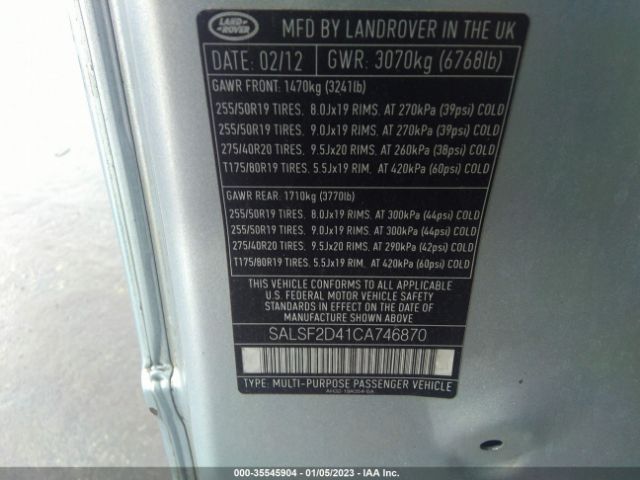 LAND ROVER
MFD BY LANDROVER IN THE UK
DATE: 02/12 GWR: 3070kg (6768lb)
GAWR FRONT: 1470kg (3241lb)
255/50R19 TIRES, 8.0Jx19 RIMS, AT 270kPa (39psi) COLD
255/50R19 TIRES, 9.0Jx19 RIMS, AT 270kPa (39psi) COLD
275/40R20 TIRES, 9.5Jx20 RIMS, AT 260kPa (38psi) COLD
T175/80R19 TIRES, 5.5Jx19 RIM, AT 420kPa (60psi) COLD
GAWR REAR: 1710kg (3770lb)
255/50R19 TIRES, 8.0Jx19 RIMS, AT 300kPa (44psi) COLD
255/50R19 TIRES, 9.0Jx19 RIMS, AT 300kPa (44psi) COLD
275/40R20 TIRES, 9.5Jx20 RIMS, AT 290kPa (42psi) COLD
T175/80R19 TIRES, 5.5Jx19 RIM, AT 420kPa (60psi) COLD
THIS VEHICLE CONFORMS TO ALL APPLICABLE
U.S. FEDERAL MOTOR VEHICLE SAFETY
STANDARDS IN EFFECT ON THE DATE OF
MANUFACTURE SHOWN ABOVE
SALSF2D41CA746870
TYPE: MULTI-PURPOSE PASSENGER VEHICLE
000-35545904 - 01/05/2023 - IAA Inc.